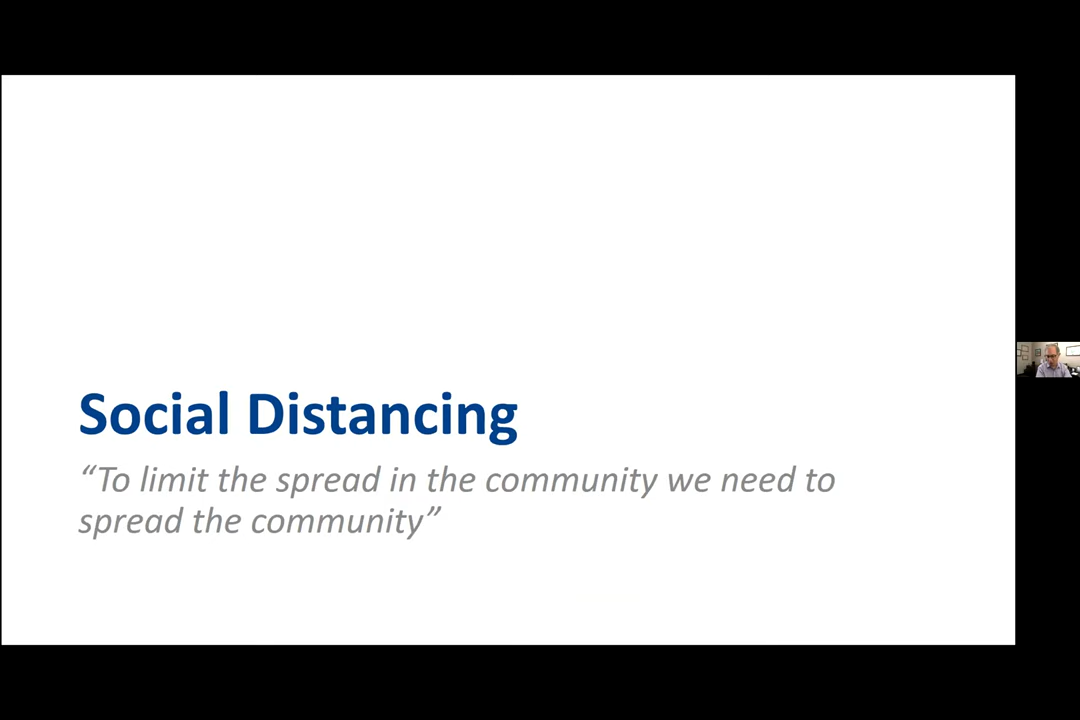 Social Distancing
“To limit the spread in the community we need to
spread the community”